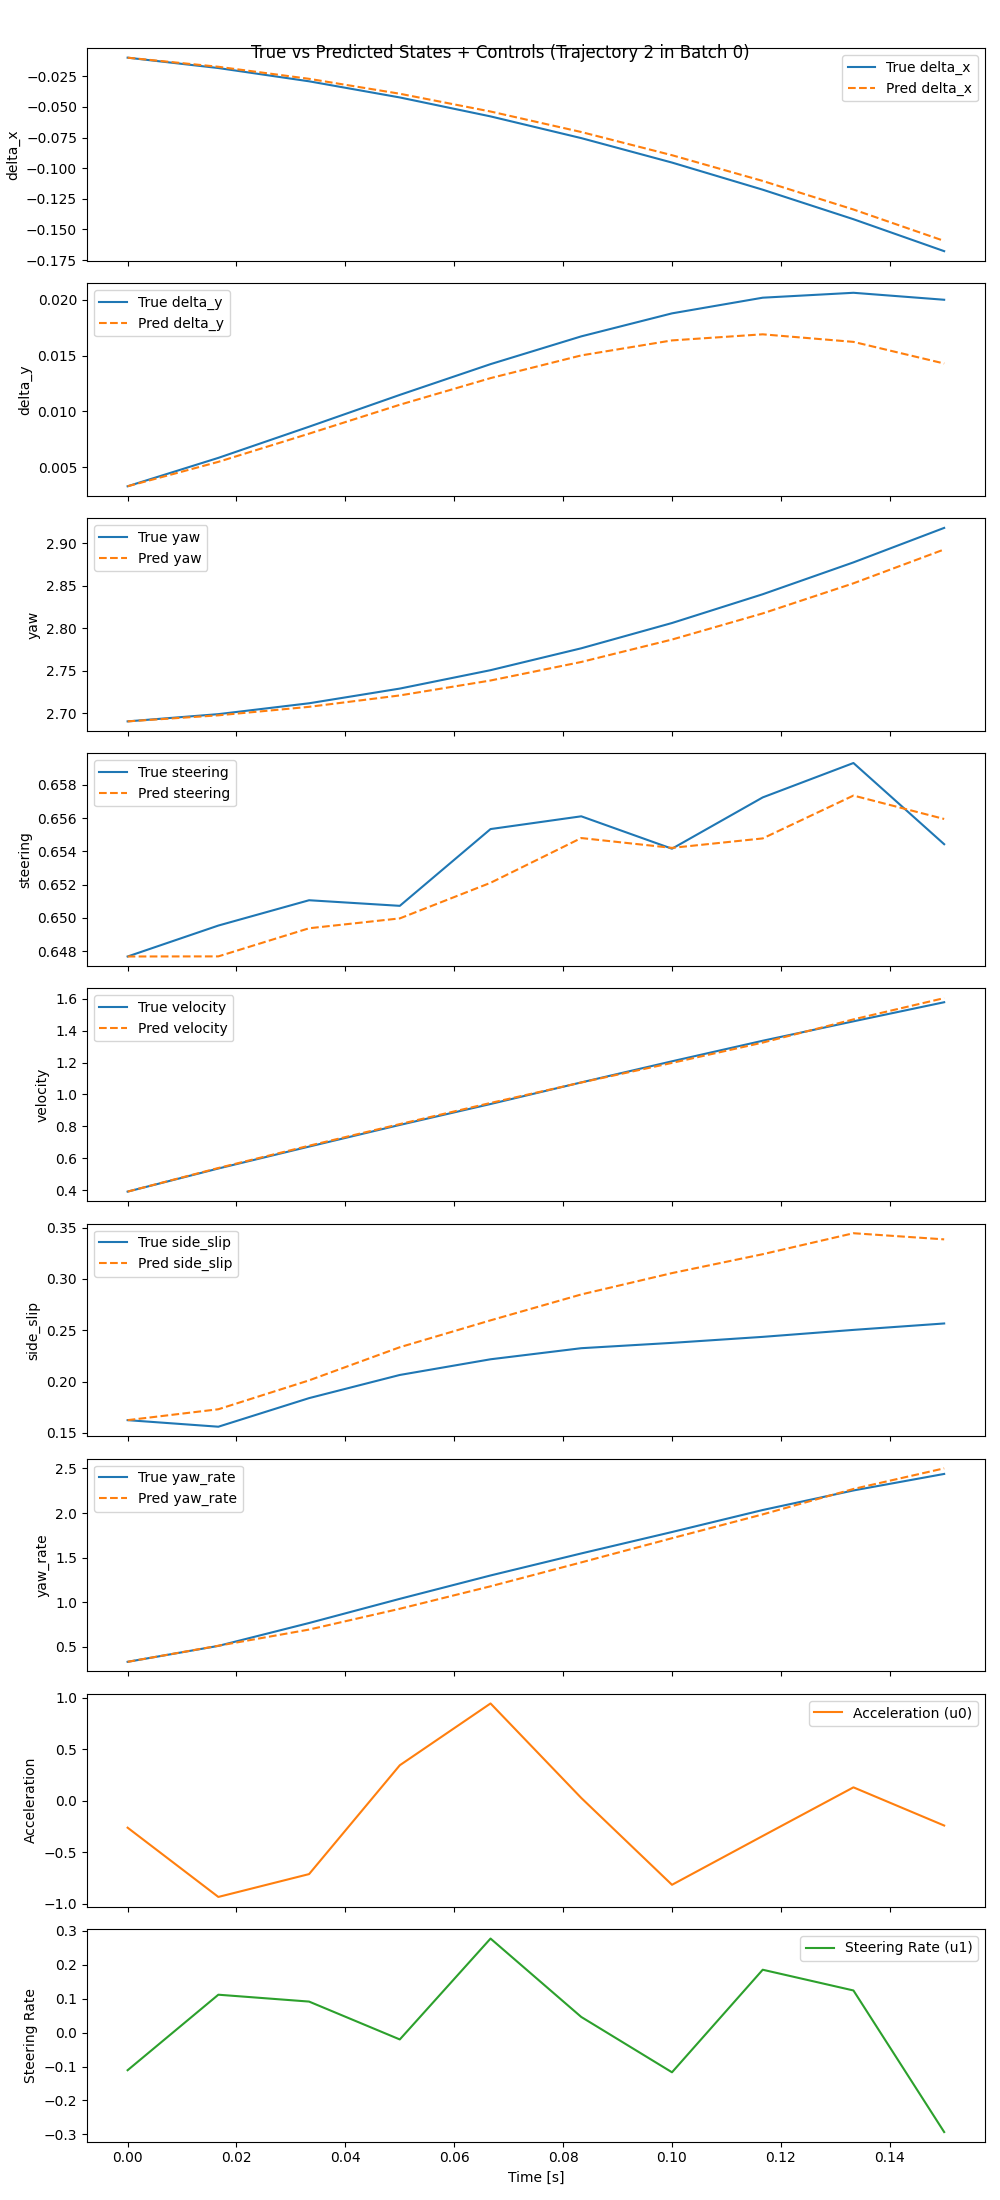 True vs Predicted States + Controls (Trajectory 2 in Batch 0)
True delta_x
Pred delta_x
delta_x
−0.025
−0.050
−0.075
−0.100
−0.125
−0.150
−0.175
True delta_y
Pred delta_y
delta_y
0.020
0.015
0.010
0.005
True yaw
Pred yaw
yaw
2.90
2.85
2.80
2.75
2.70
True steering
Pred steering
steering
0.658
0.656
0.654
0.652
0.650
0.648
True velocity
Pred velocity
velocity
1.6
1.4
1.2
1.0
0.8
0.6
0.4
True side_slip
Pred side_slip
side_slip
0.35
0.30
0.25
0.20
0.15
True yaw_rate
Pred yaw_rate
yaw_rate
2.5
2.0
1.5
1.0
0.5
Acceleration (u0)
Acceleration
1.0
0.5
0.0
−0.5
−1.0
Steering Rate (u1)
Steering Rate
0.3
0.2
0.1
0.0
−0.1
−0.2
−0.3
0.00 0.02 0.04 0.06 0.08 0.10 0.12 0.14
Time [s]